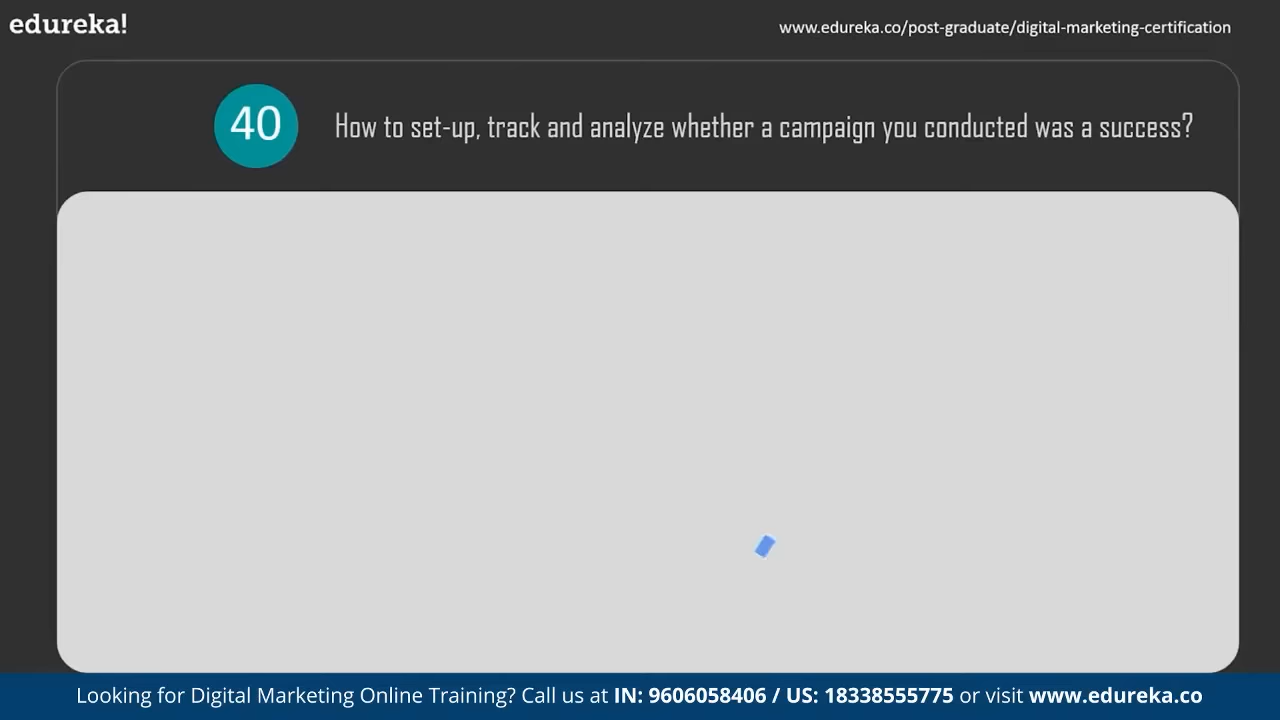 edureka!
www.edureka.co/post-graduate/digital-marketing-certification
40
How to set-up, track and analyze whether a campaign you conducted was a success?
Looking for Digital Marketing Online Training? Call us at IN: 9606058406 / US: 18338555775 or visit www.edureka.co